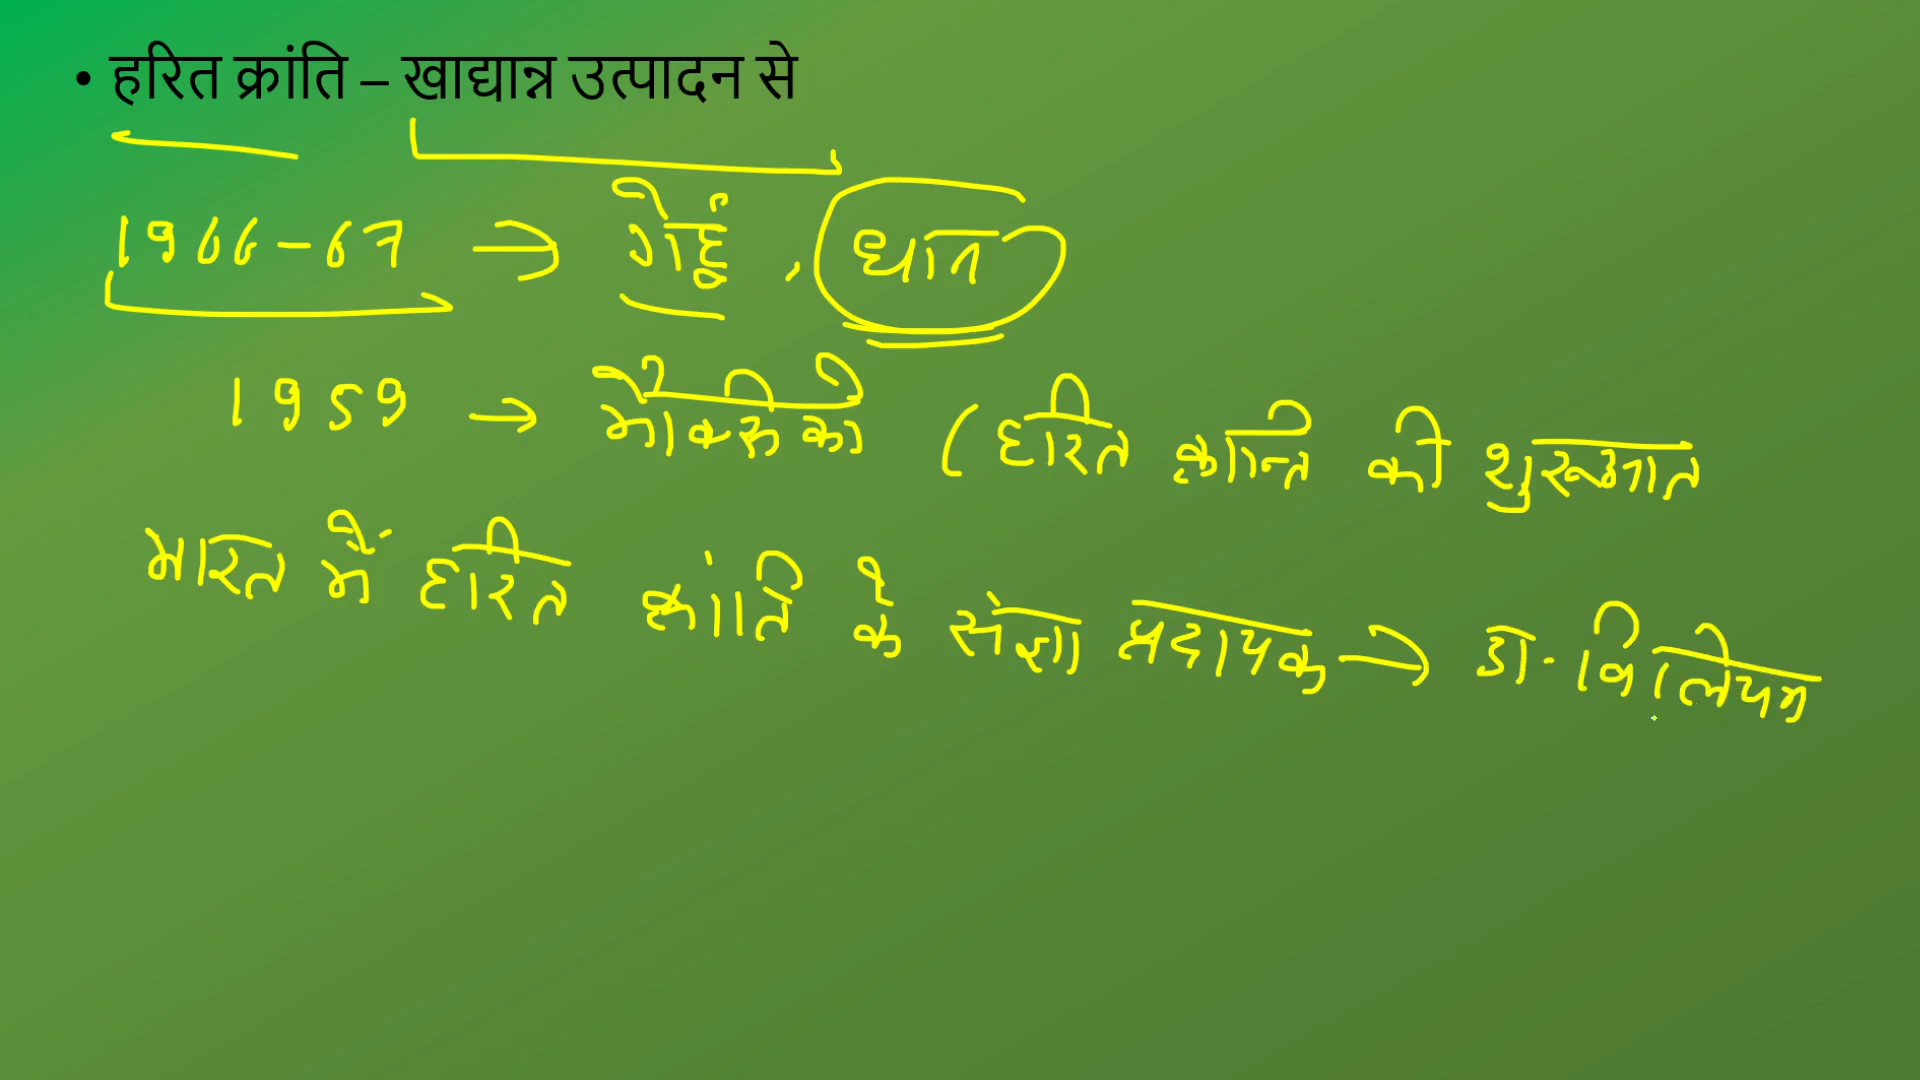 • हरित क्रांति – खाद्यान्न उत्पादन से
1966-67 → गेहूं, धान
1959 → मैक्सिको (हरित क्रान्ति की शुरूआत
भारत में हरित क्रांति के संज्ञा प्रदायक → डा. विलियम